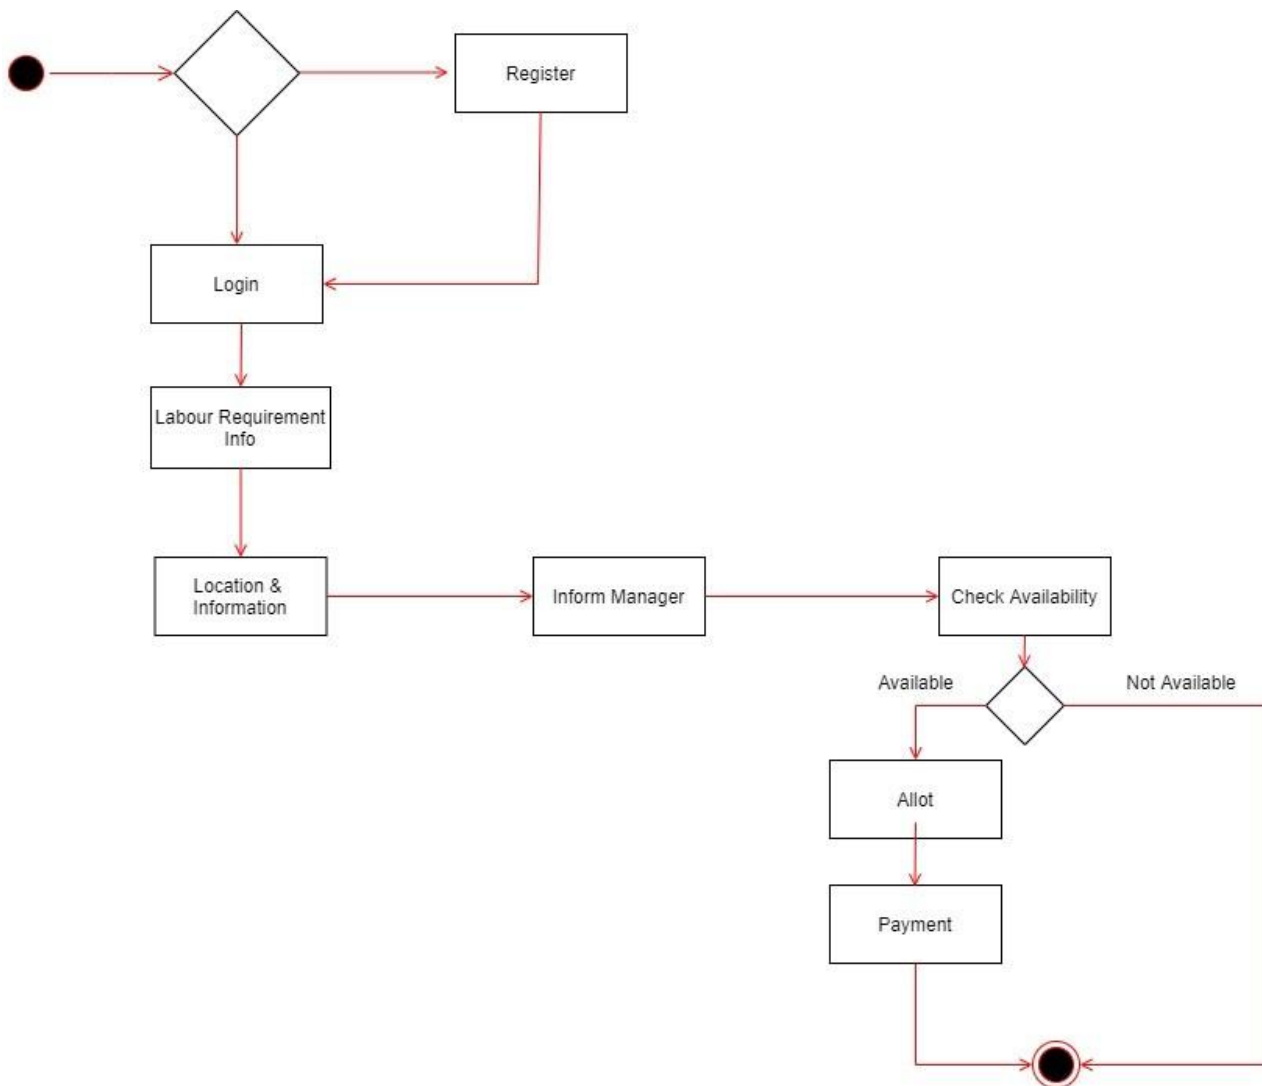 Register
Login
Labour Requirement
Info
Location &
Information
Inform Manager
Check Availability
Available
Not Available
Allot
Payment